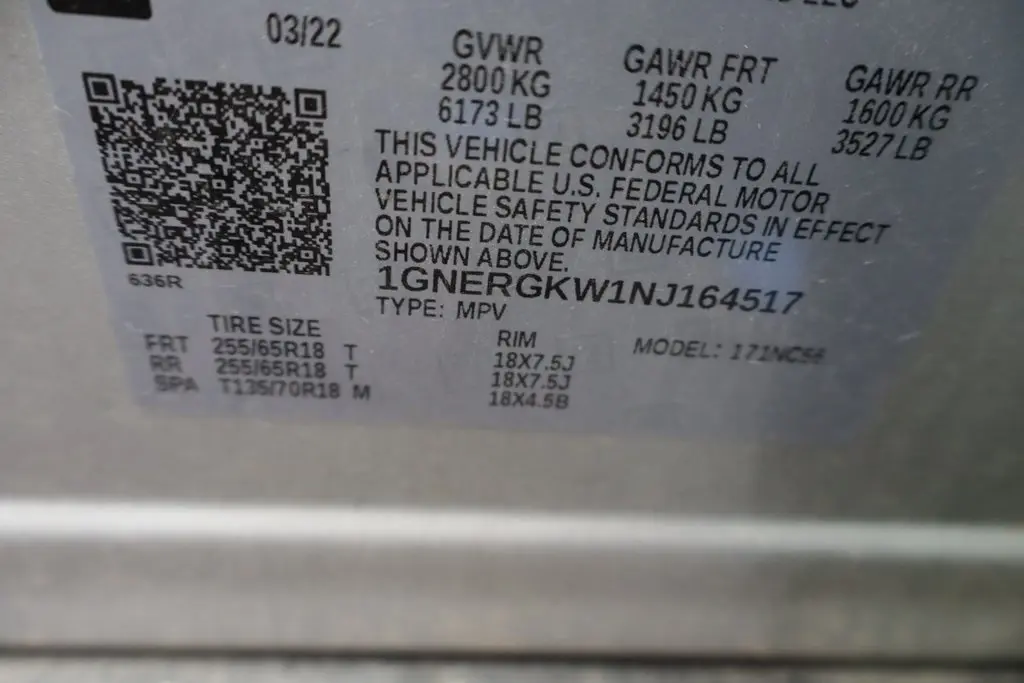 03/22
GVWR GAWR FRT GAWR RR
2800 KG 1450 KG 1600 KG
6173 LB 3196 LB 3527 LB
THIS VEHICLE CONFORMS TO ALL
APPLICABLE U.S. FEDERAL MOTOR
VEHICLE SAFETY STANDARDS IN EFFECT
ON THE DATE OF MANUFACTURE
SHOWN ABOVE.
636R
1GNERGKW1NJ164517
TYPE: MPV
TIRE SIZE RIM MODEL:
FRT 255/65R18 T 18X7.5J
RR 255/65R18 T 18X7.5J
SPA T135/70R18 M 18X4.5B